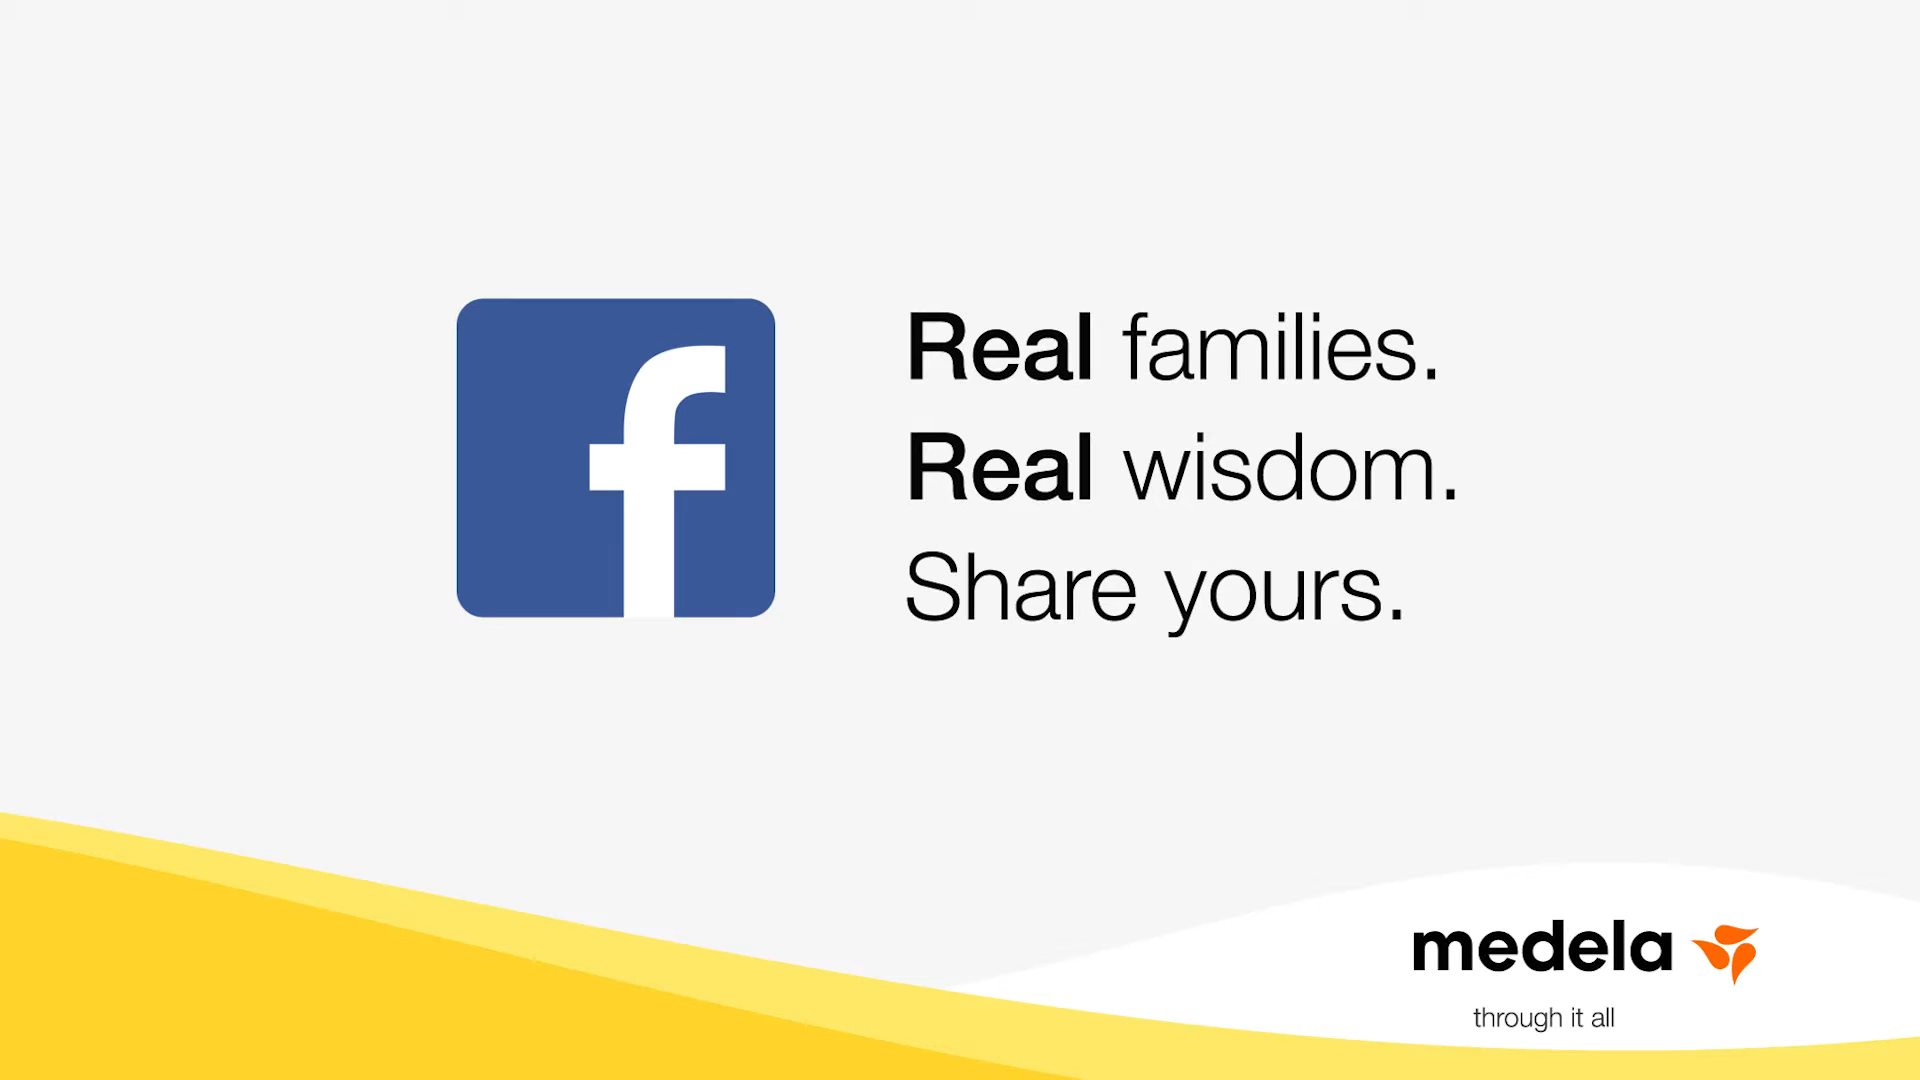 Real families.
Real wisdom.
Share yours.
medela
through it all